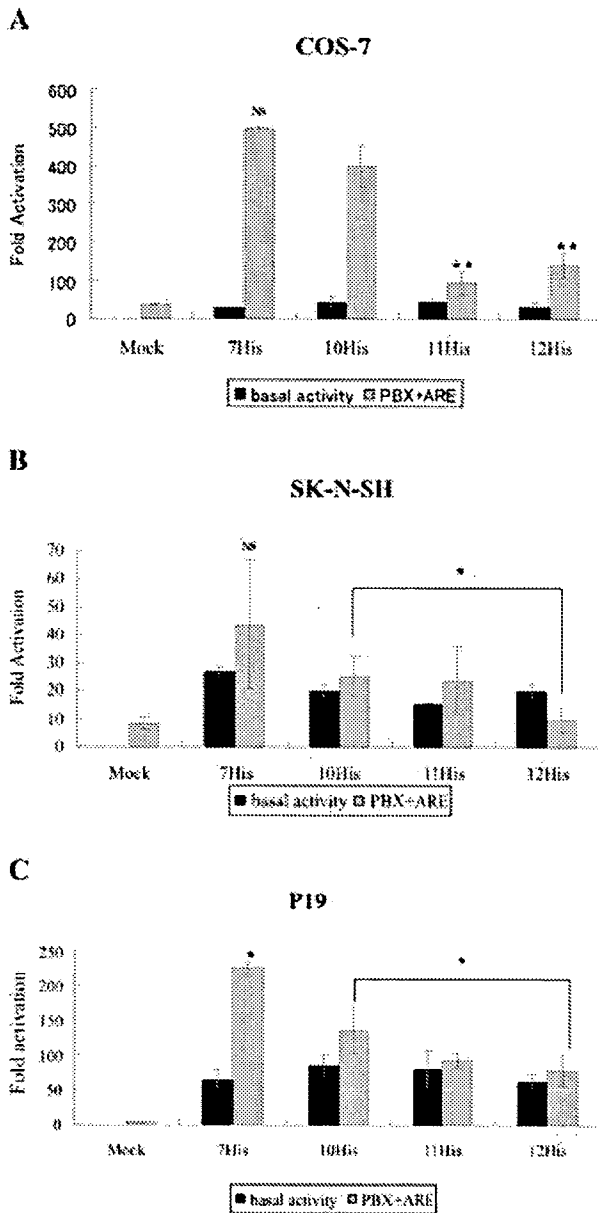 A
COS-7
600
500
400
300
200
100
0
Fold Activation
NS
**
**
Mock 7His 10His 11His 12His
basal activity PBX+ARE
B
SK-N-SH
70
60
50
40
30
20
10
0
Fold Activation
NS
*
Mock 7His 10His 11His 12His
basal activity PBX+ARE
C
P19
250
200
150
100
50
0
Fold activation
*
*
Mock 7His 10His 11His 12His
basal activity PBX+ARE